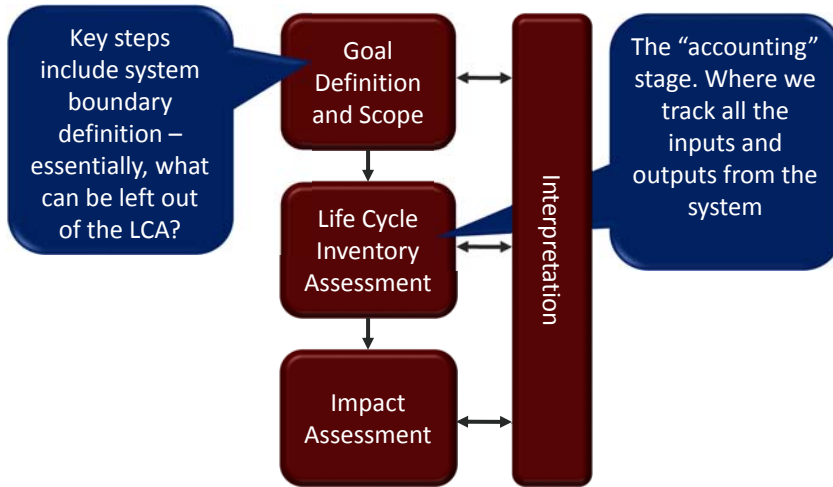 Key steps
include system
boundary
definition –
essentially, what
can be left out
of the LCA?
Goal
Definition
and Scope
The “accounting”
stage. Where we
track all the
inputs and
outputs from the
system
Life Cycle
Inventory
Assessment
Interpretation
Impact
Assessment